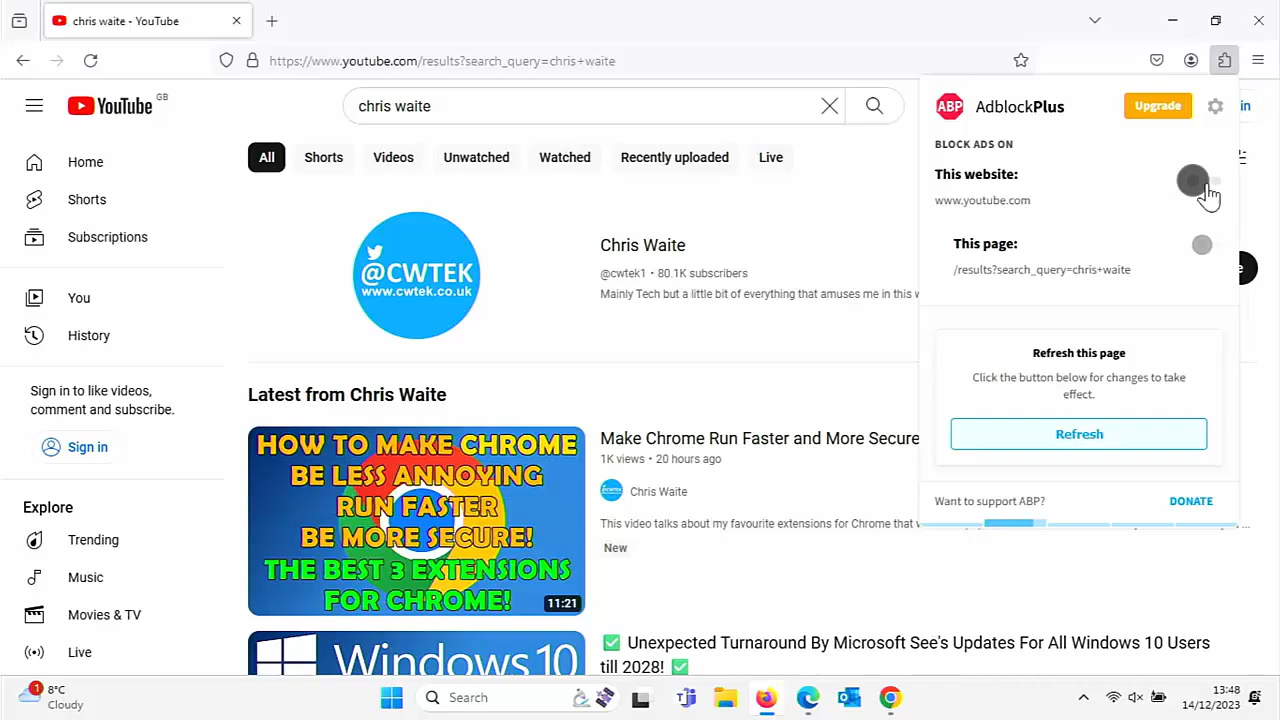 chris waite - YouTube
https://www.youtube.com/results?search_query=chris+waite
YouTube GB
chris waite
in
Home
Shorts
Subscriptions
You
History
Sign in to like videos,
comment and subscribe.
Sign in
Explore
Trending
Music
Movies & TV
Live
All Shorts Videos Unwatched Watched Recently uploaded Live
@CWTEK
www.cwtek.co.uk
Chris Waite
@cwtek1 • 80.1K subscribers
Mainly Tech but a little bit of everything that amuses me in this w
e
Latest from Chris Waite
HOW TO MAKE CHROME
BE LESS ANNOYING
RUN FASTER
BE MORE SECURE!
THE BEST 3 EXTENSIONS
FOR CHROME!
11:21
Make Chrome Run Faster and More Secure
1K views • 20 hours ago
Chris Waite
This video talks about my favourite extensions for Chrome that w
...
New
Windows 10
✅ Unexpected Turnaround By Microsoft See's Updates For All Windows 10 Users
till 2028! ✅
ABP AdblockPlus Upgrade
BLOCK ADS ON
This website:
www.youtube.com
This page:
/results?search_query=chris+waite
Refresh this page
Click the button below for changes to take
effect.
Refresh
Want to support ABP? DONATE
1
8°C
Cloudy
Search
13:48
14/12/2023